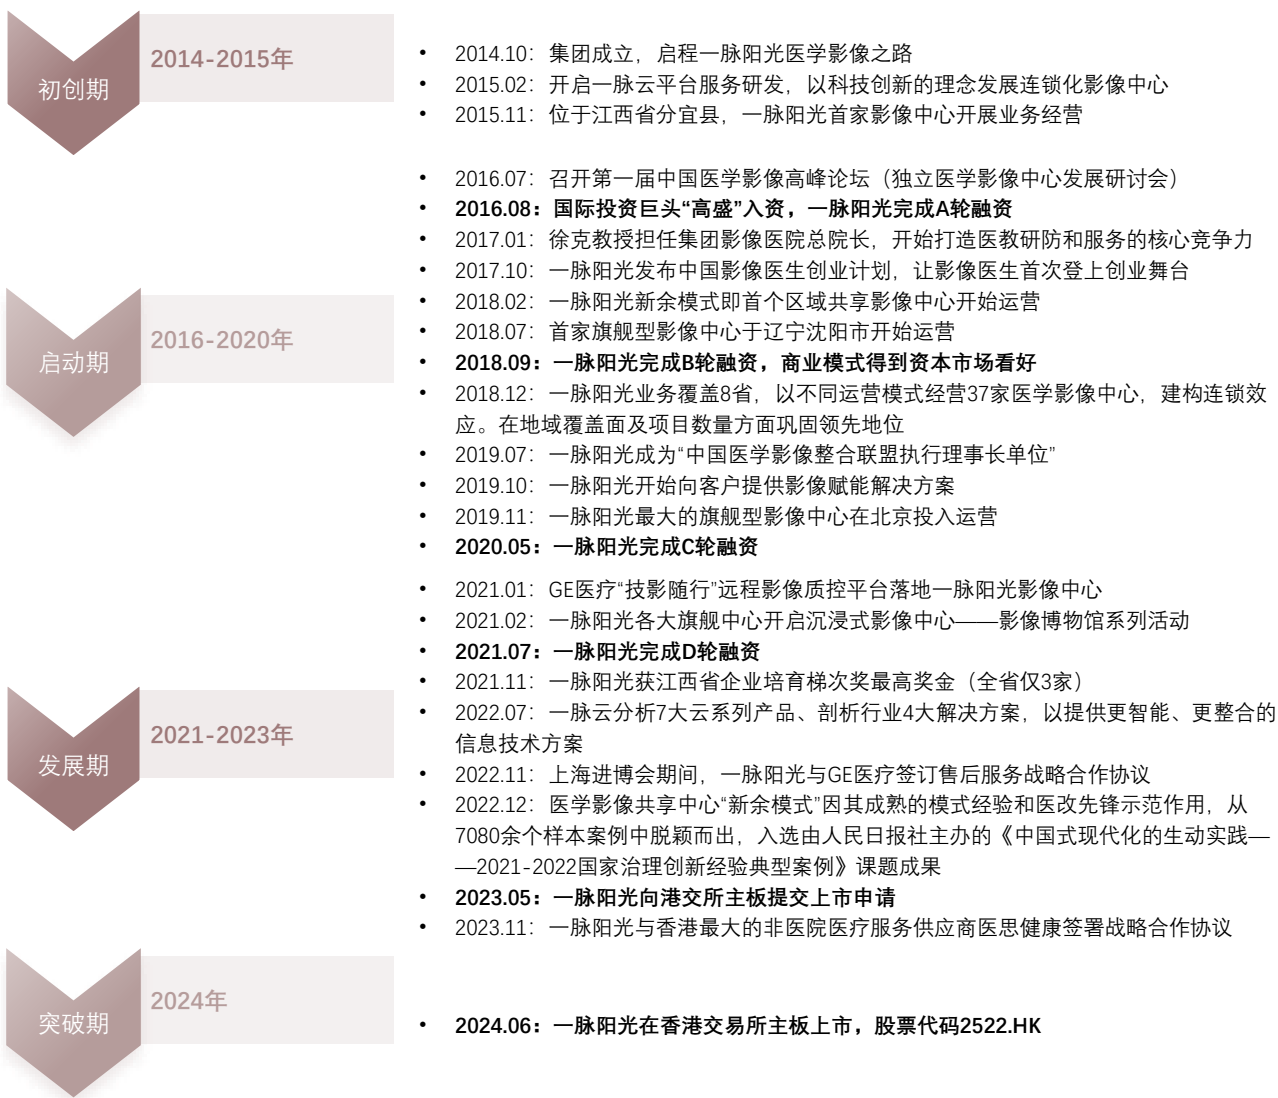 初创期
2014-2015年
• 2014.10：集团成立，启程一脉阳光医学影像之路
• 2015.02：开启一脉云平台服务研发，以科技创新的理念发展连锁化影像中心
• 2015.11：位于江西省分宜县，一脉阳光首家影像中心开展业务经营
启动期
2016-2020年
• 2016.07：召开第一届中国医学影像高峰论坛（独立医学影像中心发展研讨会）
• 2016.08：国际投资巨头“高盛”入资，一脉阳光完成A轮融资
• 2017.01：徐克教授担任集团影像医院总院长，开始打造医教研防和服务的核心竞争力
• 2017.10：一脉阳光发布中国影像医生创业计划，让影像医生首次登上创业舞台
• 2018.02：一脉阳光新余模式即首个区域共享影像中心开始运营
• 2018.07：首家旗舰型影像中心于辽宁沈阳市开始运营
• 2018.09：一脉阳光完成B轮融资，商业模式得到资本市场看好
• 2018.12：一脉阳光业务覆盖8省，以不同运营模式经营37家医学影像中心，建构连锁效
应。在地域覆盖面及项目数量方面巩固领先地位
• 2019.07：一脉阳光成为“中国医学影像整合联盟执行理事长单位”
• 2019.10：一脉阳光开始向客户提供影像赋能解决方案
• 2019.11：一脉阳光最大的旗舰型影像中心在北京投入运营
• 2020.05：一脉阳光完成C轮融资
发展期
2021-2023年
• 2021.01：GE医疗“技影随行”远程影像质控平台落地一脉阳光影像中心
• 2021.02：一脉阳光各大旗舰中心开启沉浸式影像中心——影像博物馆系列活动
• 2021.07：一脉阳光完成D轮融资
• 2021.11：一脉阳光获江西省企业培育梯次奖最高奖金（全省仅3家）
• 2022.07：一脉云分析7大云系列产品、剖析行业4大解决方案，以提供更智能、更整合的
信息技术方案
• 2022.11：上海进博会期间，一脉阳光与GE医疗签订售后服务战略合作协议
• 2022.12：医学影像共享中心“新余模式”因其成熟的模式经验和医改先锋示范作用，从
7080余个样本案例中脱颖而出，入选由人民日报社主办的《中国式现代化的生动实践—
—2021-2022国家治理创新经验典型案例》课题成果
• 2023.05：一脉阳光向港交所主板提交上市申请
• 2023.11：一脉阳光与香港最大的非医院医疗服务供应商医思健康签署战略合作协议
突破期
2024年
• 2024.06：一脉阳光在香港交易所主板上市，股票代码2522.HK